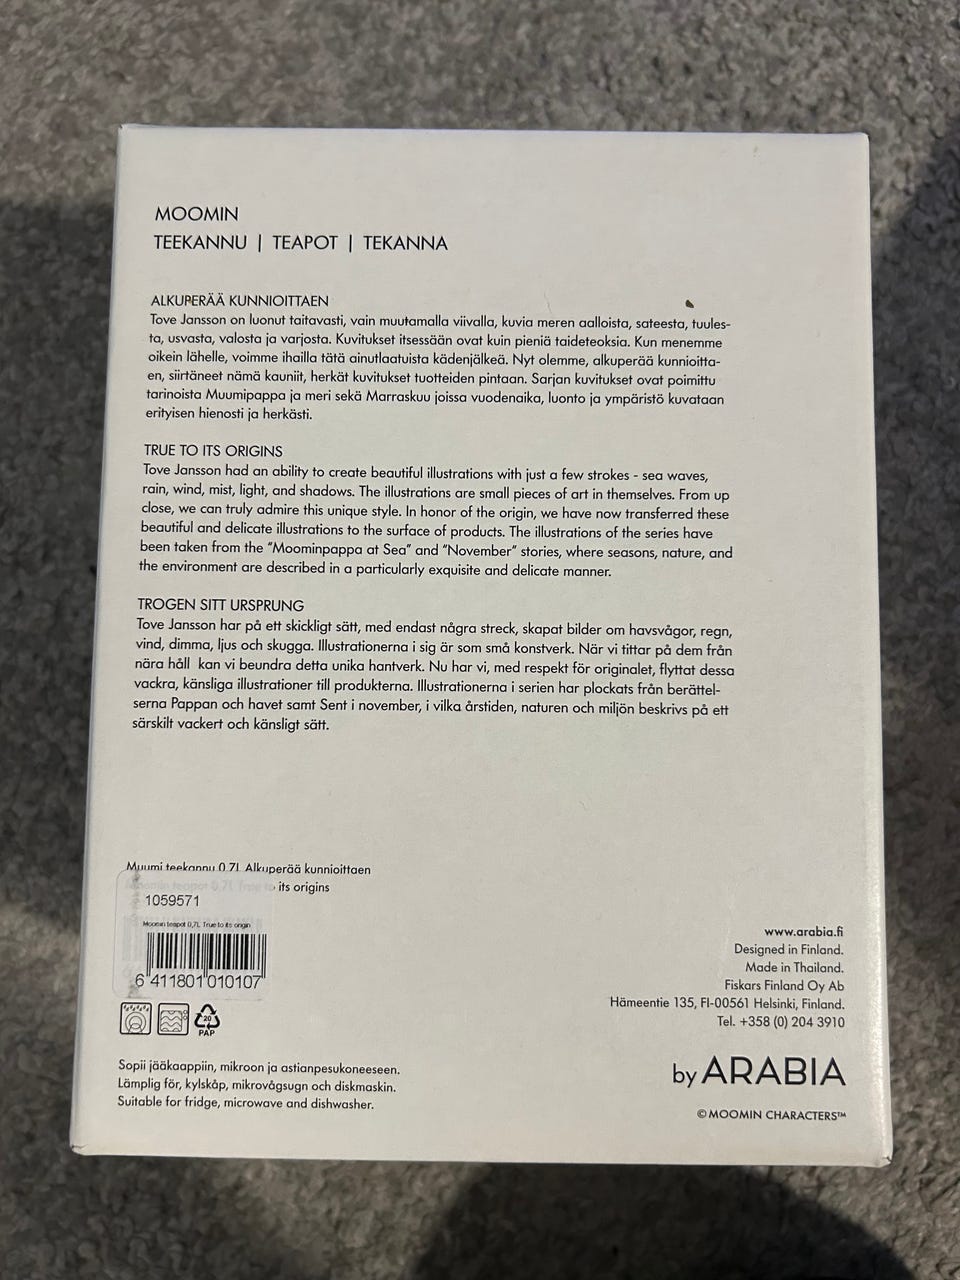 MOOMIN
TEEKANNU | TEAPOT | TEKANNA
ALKUPERÄÄ KUNNIOITTAEN
Tove Jansson on luonut taitavasti, vain muutamalla viivalla, kuvia meren aalloista, sateesta, tuules-
ta, usvasta, valosta ja varjosta. Kuvitukset itsessään ovat kuin pieniä taideteoksia. Kun menemme
oikein lähelle, voimme ihailla tätä ainutlaatuista kädenjälkeä. Nyt olemme, alkuperää kunnioitta-
en, siirtäneet nämä kauniit, herkät kuvitukset tuotteiden pintaan. Sarjan kuvitukset ovat poimittu
tarinoista Muumipappa ja meri sekä Marraskuu joissa vuodenaika, luonto ja ympäristö kuvataan
erityisen hienosti ja herkästi.
TRUE TO ITS ORIGINS
Tove Jansson had an ability to create beautiful illustrations with just a few strokes - sea waves,
rain, wind, mist, light, and shadows. The illustrations are small pieces of art in themselves. From up
close, we can truly admire this unique style. In honor of the origin, we have now transferred these
beautiful and delicate illustrations to the surface of products. The illustrations of the series have
been taken from the "Moominpappa at Sea" and "November" stories, where seasons, nature, and
the environment are described in a particularly exquisite and delicate manner.
TROGEN SITT URSPRUNG
Tove Jansson har på ett skickligt sätt, med endast några streck, skapat bilder om havsvågor, regn,
vind, dimma, ljus och skugga. Illustrationerna i sig är som små konstverk. När vi tittar på dem från
nära håll kan vi beundra detta unika hantverk. Nu har vi, med respekt för originalet, flyttat dessa
vackra, känsliga illustrationer till produkterna. Illustrationerna i serien har plockats från berättel-
serna Pappan och havet samt Sent i november, i vilka årstiden, naturen och miljön beskrivs på ett
särskilt vackert och känsligt sätt.
Muumi teekannu 0,7L Alkuperää kunnioittaen
Moomin teapot 0,7L True to its origins
1059571
Moomin teapot 0,7L True to its origin
6 411801 010107
20
PAP
Sopii jääkaappiin, mikroon ja astianpesukoneeseen.
Lämplig för, kylskåp, mikrovågsugn och diskmaskin.
Suitable for fridge, microwave and dishwasher.
www.arabia.fi
Designed in Finland.
Made in Thailand.
Fiskars Finland Oy Ab
Hämeentie 135, FI-00561 Helsinki, Finland.
Tel. +358 (0) 204 3910
by ARABIA
© MOOMIN CHARACTERS™